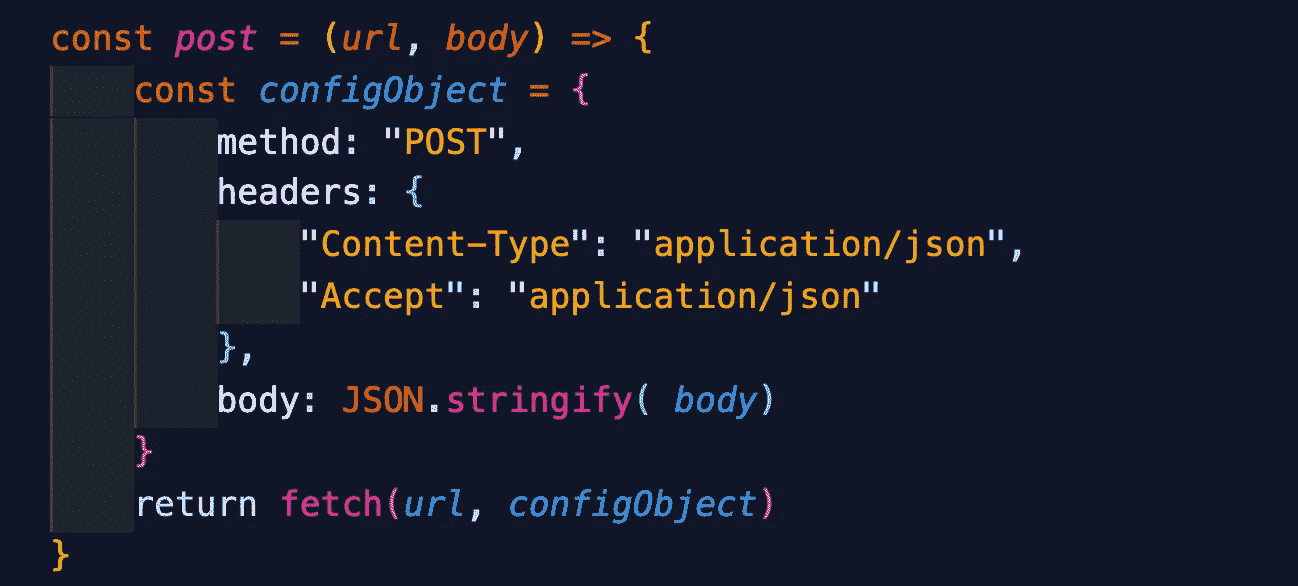 const post = (url, body) => {
    const configObject = {
        method: "POST",
        headers: {
            "Content-Type": "application/json",
            "Accept": "application/json"
        },
        body: JSON.stringify( body)
    }
    return fetch(url, configObject)
}